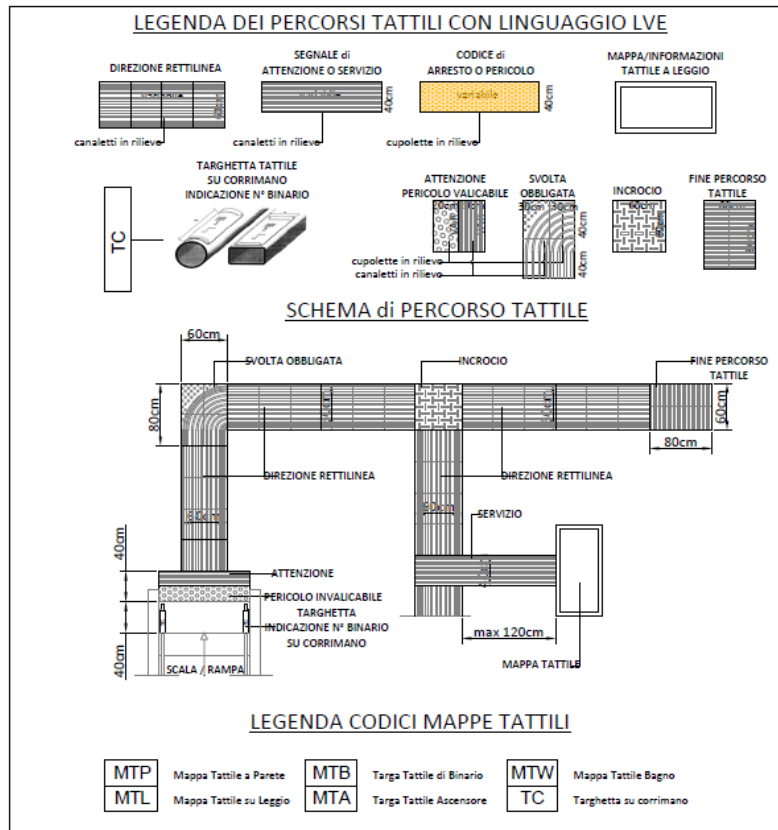 LEGENDA DEI PERCORSI TATTILI CON LINGUAGGIO LVE
DIREZIONE RETTILINEA
SEGNALE di
ATTENZIONE O SERVIZIO
CODICE di
ARRESTO O PERICOLO
MAPPA/INFORMAZIONI
TATTILE A LEGGIO
variabile
40cm
variabile
40cm
canaletti in rilievo
canaletti in rilievo
cupolette in rilievo
TARGHETTA TATTILE
SU CORRIMANO
INDICAZIONE N° BINARIO
TC
ATTENZIONE
PERICOLO VALICABILE
SVOLTA
OBBLIGATA
INCROCIO
FINE PERCORSO
TATTILE
30cm
30cm
40cm
40cm
cupolette in rilievo
canaletti in rilievo
SCHEMA di PERCORSO TATTILE
60cm
SVOLTA OBBLIGATA
INCROCIO
FINE PERCORSO
TATTILE
80cm
60cm
80cm
DIREZIONE RETTILINEA
DIREZIONE RETTILINEA
60cm
60cm
SERVIZIO
40cm
ATTENZIONE
PERICOLO INVALICABILE
TARGHETTA
INDICAZIONE N° BINARIO
SU CORRIMANO
40cm
max 120cm
SCALA / RAMPA
MAPPA TATTILE
LEGENDA CODICI MAPPE TATTILI
MTP Mappa Tattile a Parete
MTB Targa Tattile di Binario
MTW Mappa Tattile Bagno
MTL Mappa Tattile su Leggio
MTA Targa Tattile Ascensore
TC Targhetta su corrimano